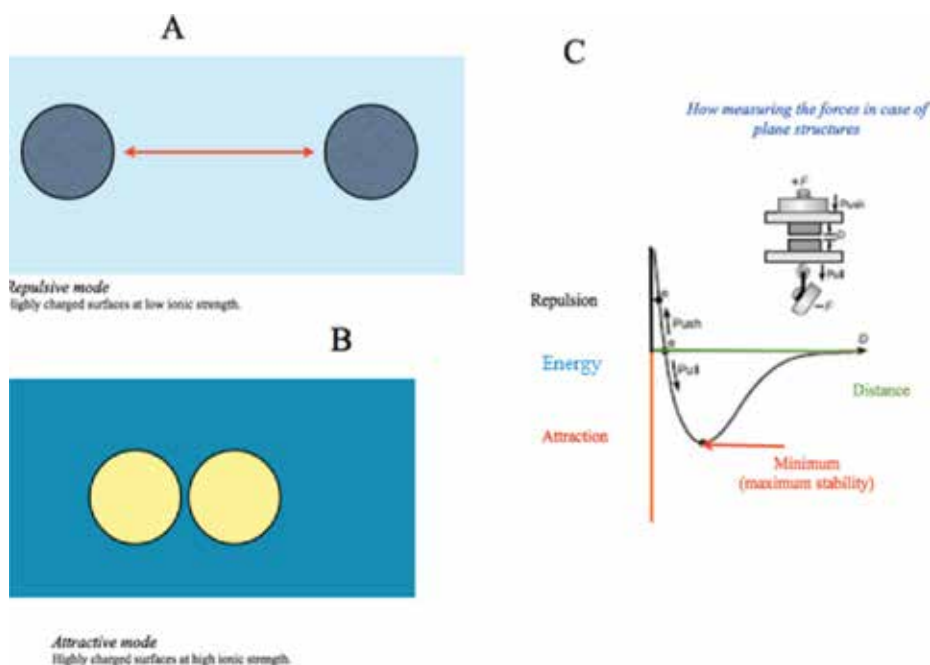 A
Repulsive mode
Highly charged surfaces at low ionic strength.
B
Attractive mode
Highly charged surfaces at high ionic strength.
C
How measuring the forces in case of
plane structures
+F
Push
D
Pull
–F
Repulsion
Push
Energy
D
Pull
Distance
Attraction
Minimum
(maximum stability)